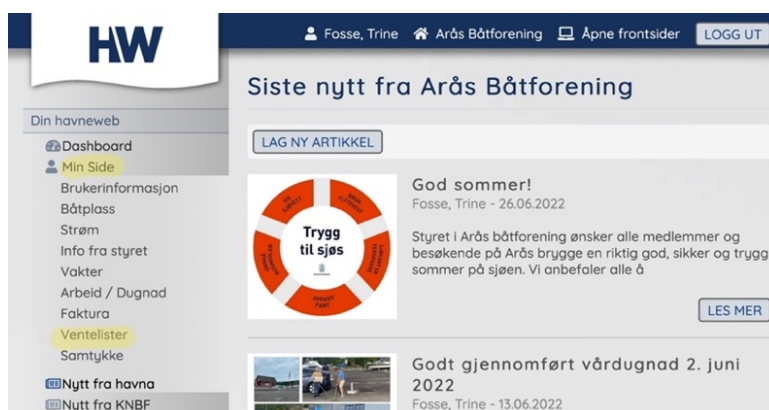 HW
Fosse, Trine
Arås Båtforening
Åpne frontsider
LOGG UT
Din havneweb
Dashboard
Min Side
Brukerinformasjon
Båtplass
Strøm
Info fra styret
Vakter
Arbeid / Dugnad
Faktura
Ventelister
Samtykke
Nytt fra havna
Nytt fra KNBF
Siste nytt fra Arås Båtforening
LAG NY ARTIKKEL
Trygg
til sjøs
God sommer!
Fosse, Trine - 26.06.2022
Styret i Arås båtforening ønsker alle medlemmer og
besøkende på Arås brygge en riktig god, sikker og trygg
sommer på sjøen. Vi anbefaler alle å
LES MER
Godt gjennomført vårdugnad 2. juni
2022
Fosse, Trine - 13.06.2022